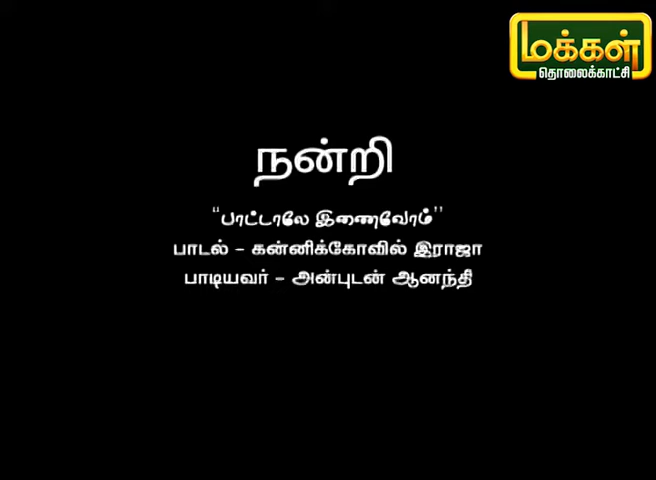 மக்கள்
தொலைக்காட்சி
நன்றி
“பாட்டாலே இணைவோம்”
பாடல் – கன்னிக்கோவில் இராஜா
பாடியவர் – அன்புடன் ஆனந்தி